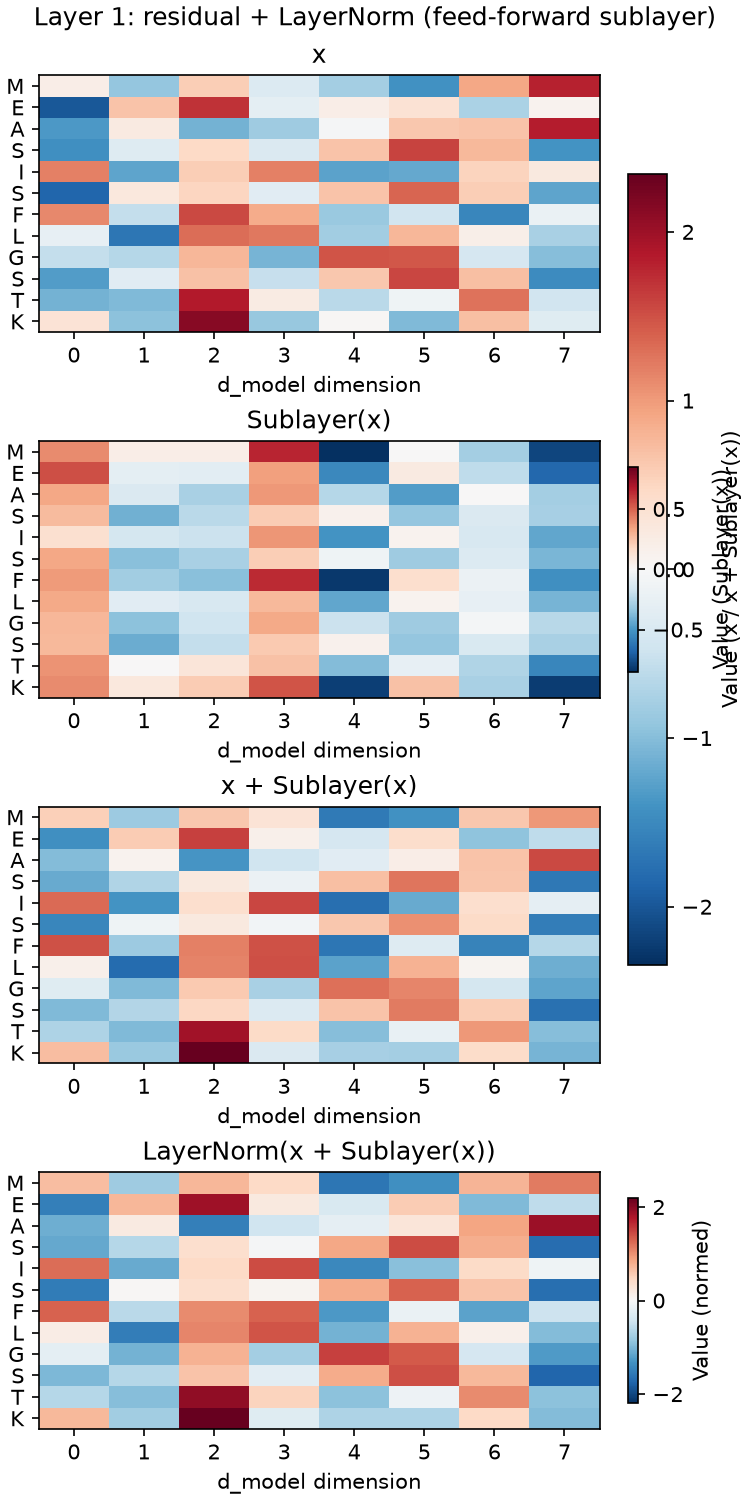 Layer 1: residual + LayerNorm (feed-forward sublayer)
x
M
E
A
S
I
S
F
L
G
S
T
K
0 1 2 3 4 5 6 7
d_model dimension
Sublayer(x)
M
E
A
S
I
S
F
L
G
S
T
K
0 1 2 3 4 5 6 7
d_model dimension
0.5
0.0
−0.5
Value (Sublayer(x))
2
1
0
−1
−2
Value (x / x + Sublayer(x))
x + Sublayer(x)
M
E
A
S
I
S
F
L
G
S
T
K
0 1 2 3 4 5 6 7
d_model dimension
LayerNorm(x + Sublayer(x))
M
E
A
S
I
S
F
L
G
S
T
K
0 1 2 3 4 5 6 7
d_model dimension
2
0
−2
Value (normed)